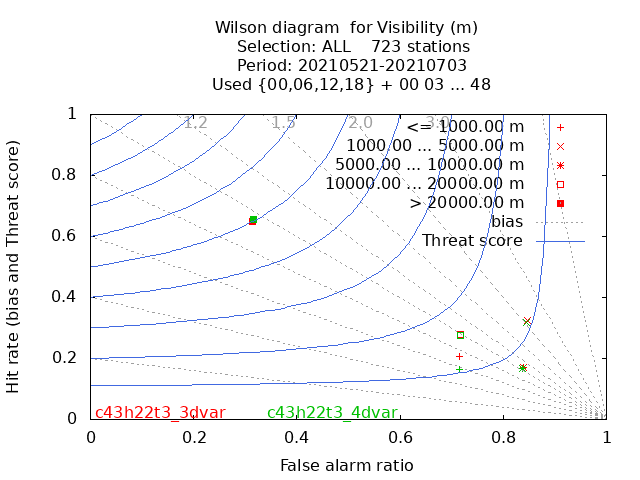 Wilson diagram  for Visibility (m)
Selection: ALL    723 stations
Period: 20210521-20210703
Used {00,06,12,18} + 00 03 ... 48
Hit rate (bias and Threat score)
1
0.8
0.6
0.4
0.2
0
1.2
1.5
2.0
3.0
<= 1000.00 m
1000.00 ... 5000.00 m
5000.00 ... 10000.00 m
10000.00 ... 20000.00 m
> 20000.00 m
bias
Threat score
c43h22t3_3dvar
c43h22t3_4dvar
0
0.2
0.4
0.6
0.8
1
False alarm ratio